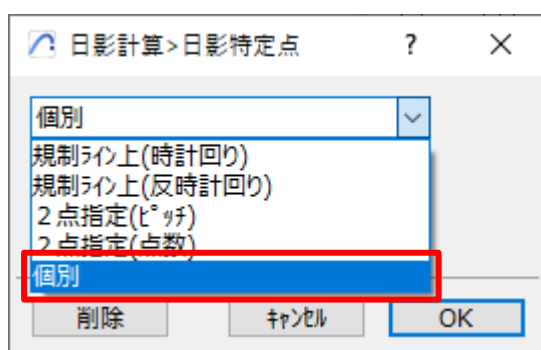 日影計算>日影特定点 ? ×
個別
規制ﾗｲﾝ上(時計回り)
規制ﾗｲﾝ上(反時計回り)
２点指定(ﾋﾟｯﾁ)
２点指定(点数)
個別
削除 ｷｬﾝｾﾙ OK